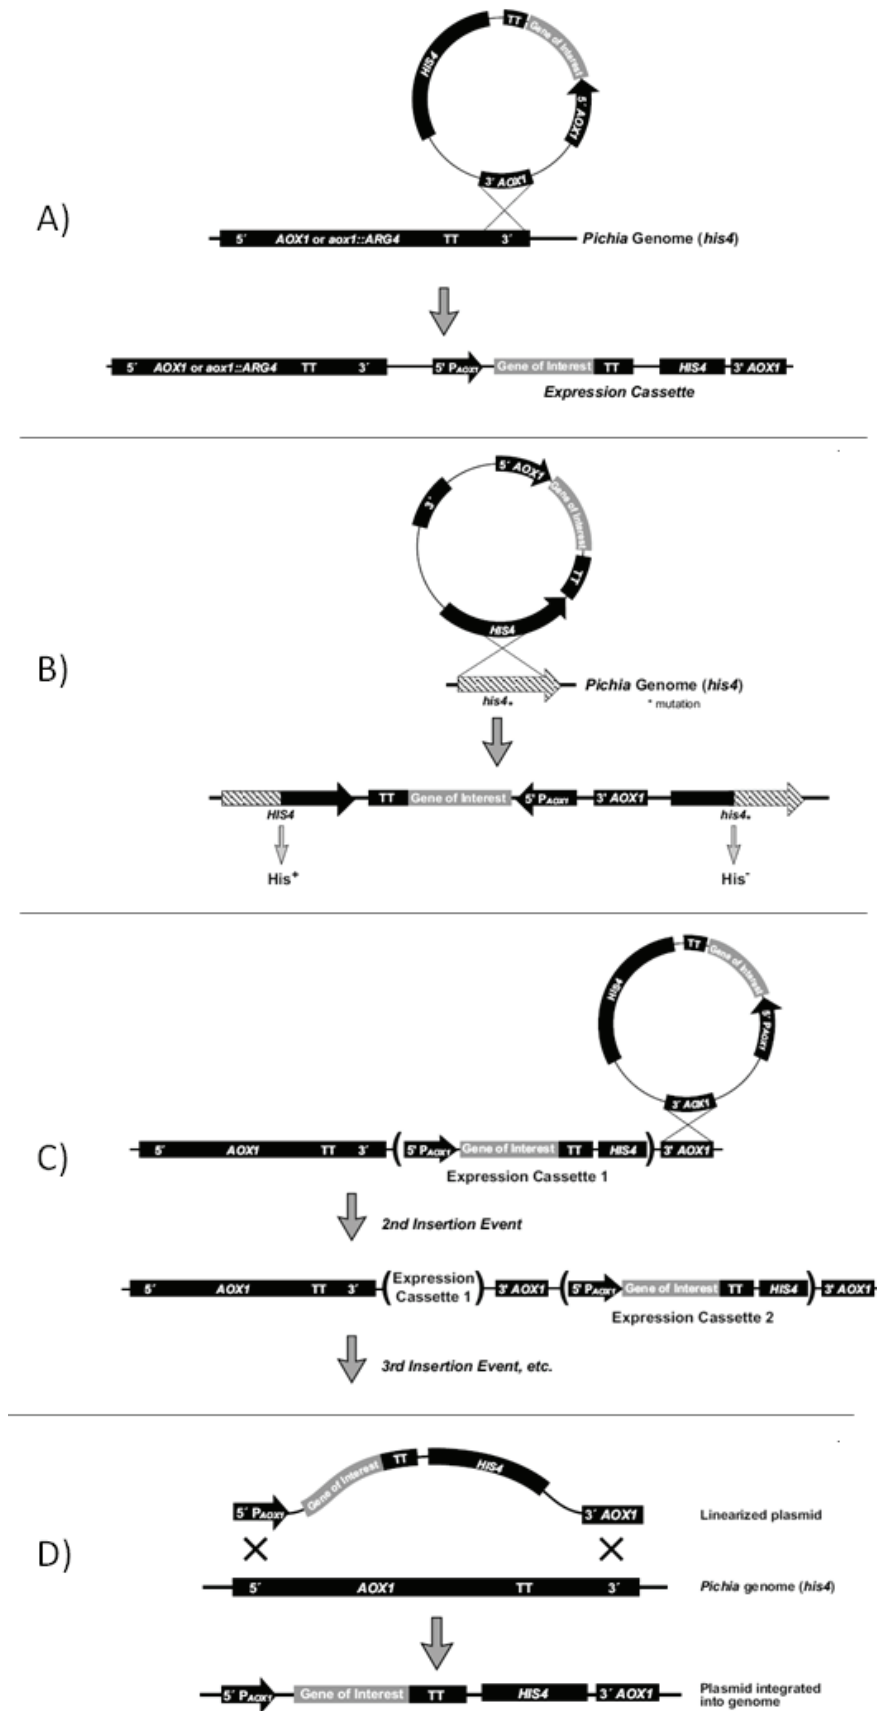 A)
HIS4
TT
Gene of Interest
5´ AOX1
3´ AOX1
5´ AOX1 or aox1::ARG4 TT 3´
Pichia Genome (his4)
5´ AOX1 or aox1::ARG4 TT 3´ 5' PAOX1 Gene of Interest TT HIS4 3' AOX1
Expression Cassette
B)
5´ AOX1
Gene of Interest
TT
HIS4
3´
his4* Pichia Genome (his4)
* mutation
TT Gene of Interest 5' PAOX1 3' AOX1
HIS4 his4*
His+ His-
C)
HIS4
TT
Gene of Interest
5' PAOX1
3´ AOX1
5´ AOX1 TT 3´ ( 5' PAOX1 Gene of Interest TT HIS4 ) 3' AOX1
Expression Cassette 1
2nd Insertion Event
5´ AOX1 TT 3´ (Expression Cassette 1) 3' AOX1 ( 5' PAOX1 Gene of Interest TT HIS4 ) 3' AOX1
Expression Cassette 2
3rd Insertion Event, etc.
D)
5´ PAOX1 Gene of Interest TT HIS4 3´ AOX1 Linearized plasmid
5´ AOX1 TT 3´ Pichia genome (his4)
5´ PAOX1 Gene of Interest TT HIS4 3´ AOX1 Plasmid integrated
into genome